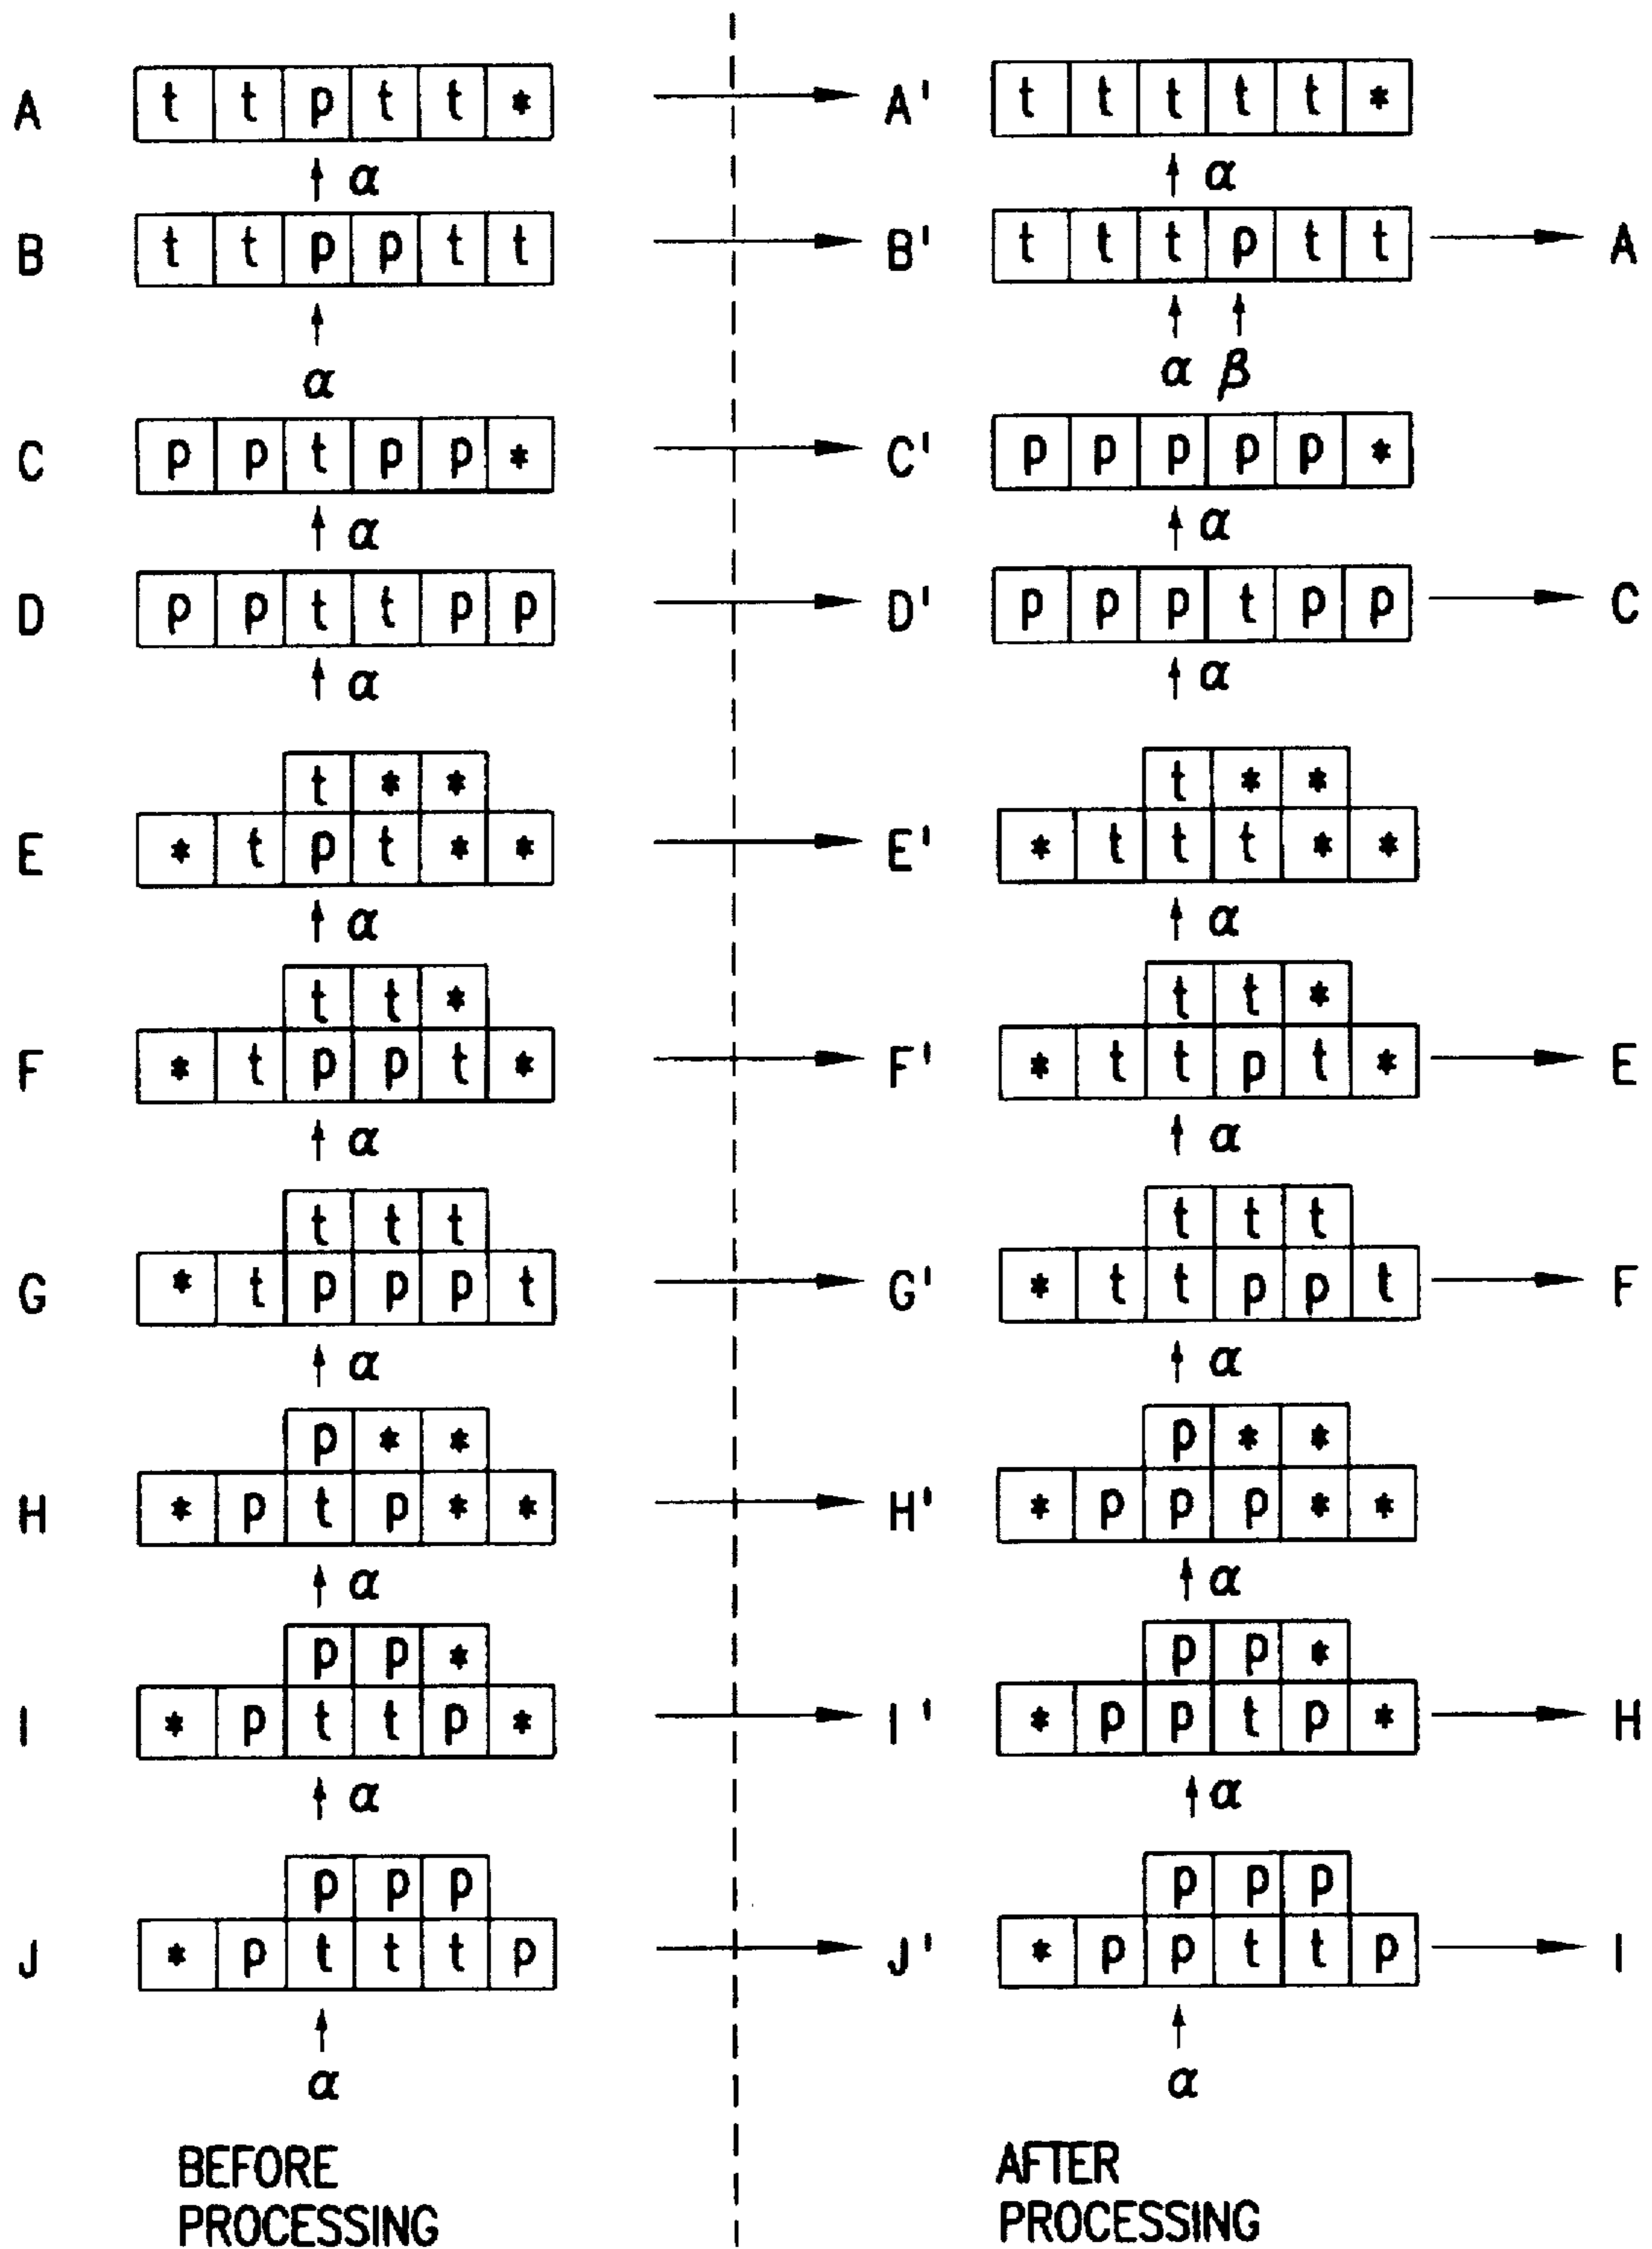 A t t p t t * A' t t t t t *
α α
B t t p p t t B' t t t p t t A
α α β
C p p t p p * C' p p p p p *
α α
D p p t t p p D' p p p t p p C
α α
t * * t * *
E * t p t * * E' * t t t * *
α α
t t * t t *
F * t p p t * F' * t t p t * E
α α
t t t t t t
G * t p p p t G' * t t p p t F
α α
p * * p * *
H * p t p * * H' * p p p * *
α α
p p * p p *
I * p t t p * I' * p p t p * H
α α
p p p p p p
J * p t t t p J' * p p t t p I
α α
BEFORE AFTER
PROCESSING PROCESSING